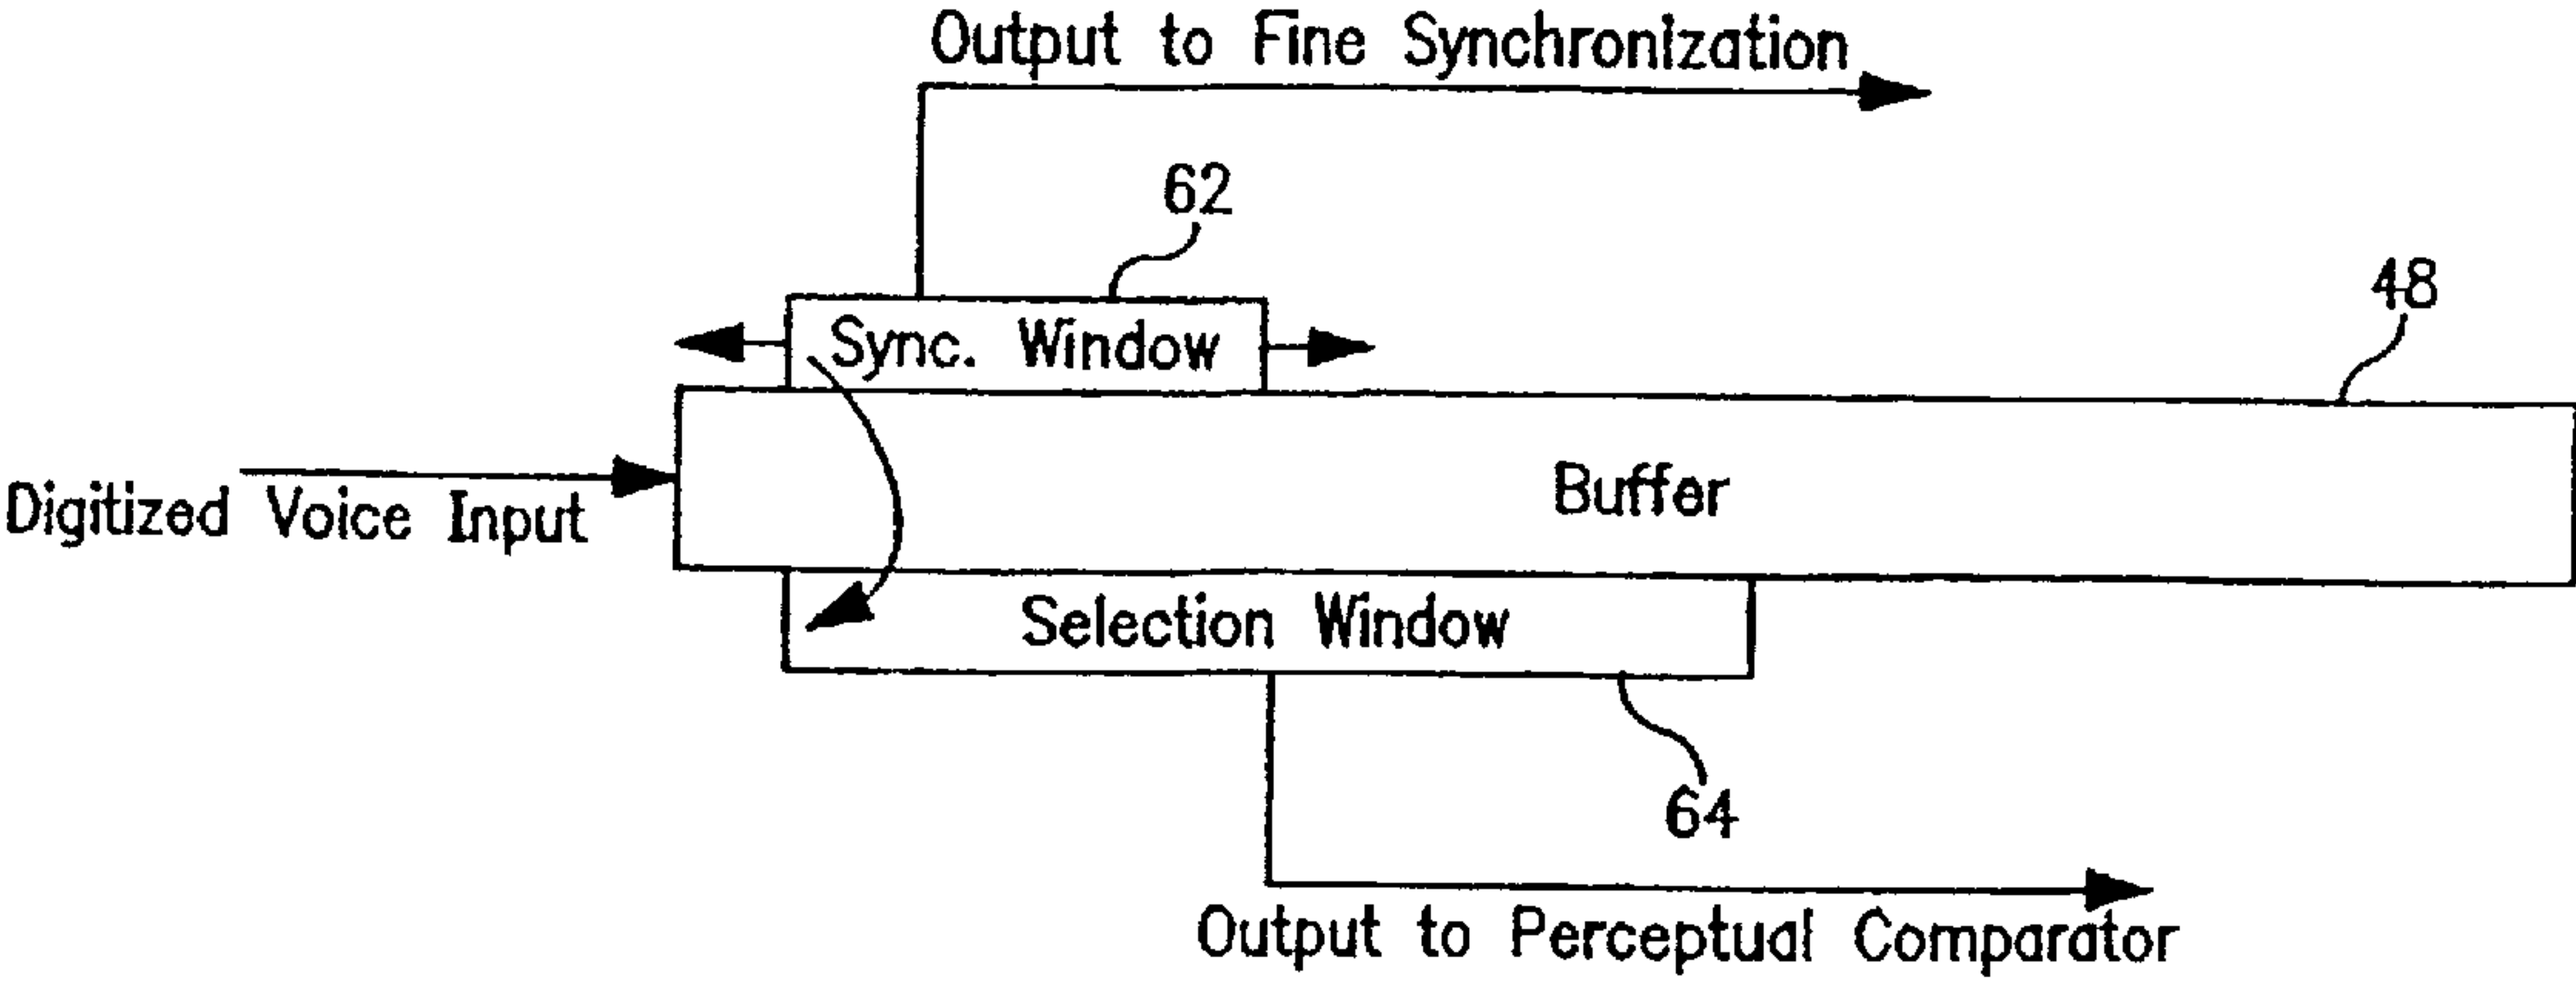 Output to Fine Synchronization
62
48
Sync. Window
Buffer
Digitized Voice Input
Selection Window
64
Output to Perceptual Comparator